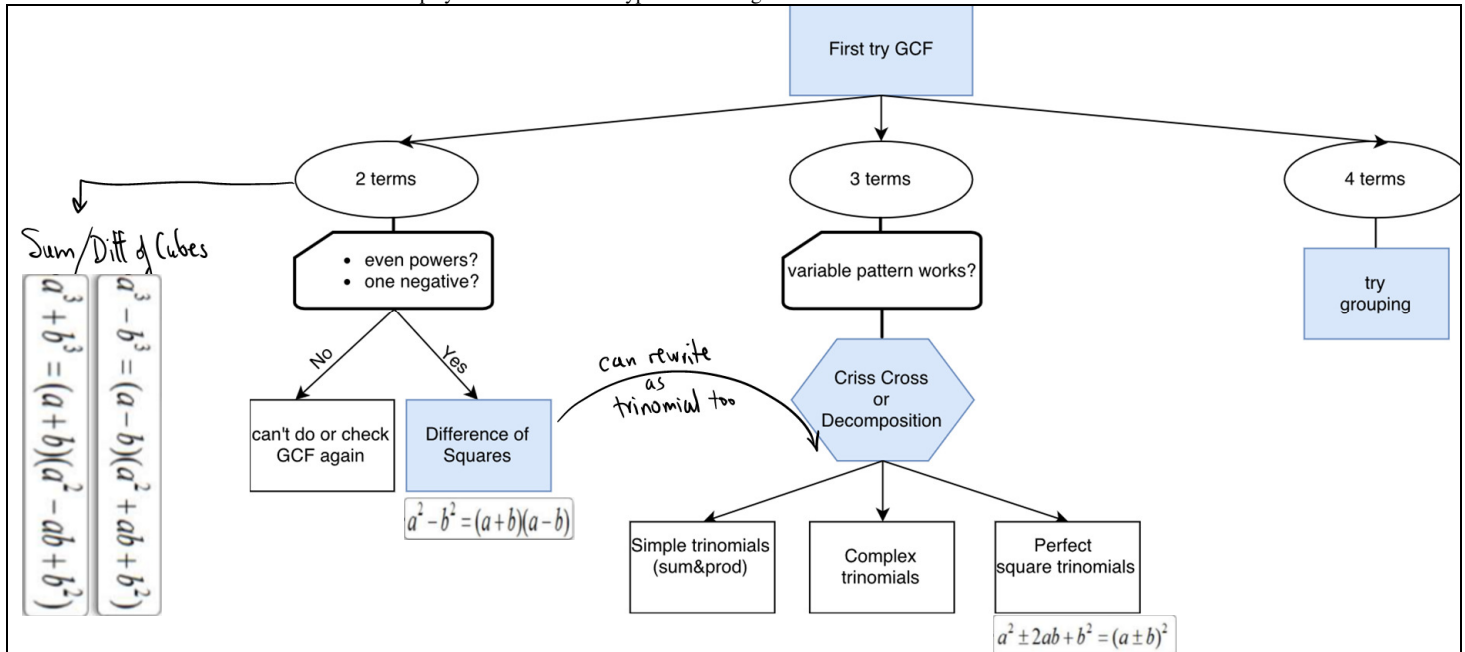 First try GCF
2 terms
3 terms
4 terms
Sum/Diff of Cubes
a³ + b³ = (a + b)(a² − ab + b²)
a³ − b³ = (a − b)(a² + ab + b²)
• even powers?
• one negative?
variable pattern works?
try
grouping
No
Yes
can rewrite
as
trinomial too
Criss Cross
or
Decomposition
can't do or check
GCF again
Difference of
Squares
a² − b² = (a+b)(a−b)
Simple trinomials
(sum&prod)
Complex
trinomials
Perfect
square trinomials
a² ± 2ab + b² = (a ± b)²